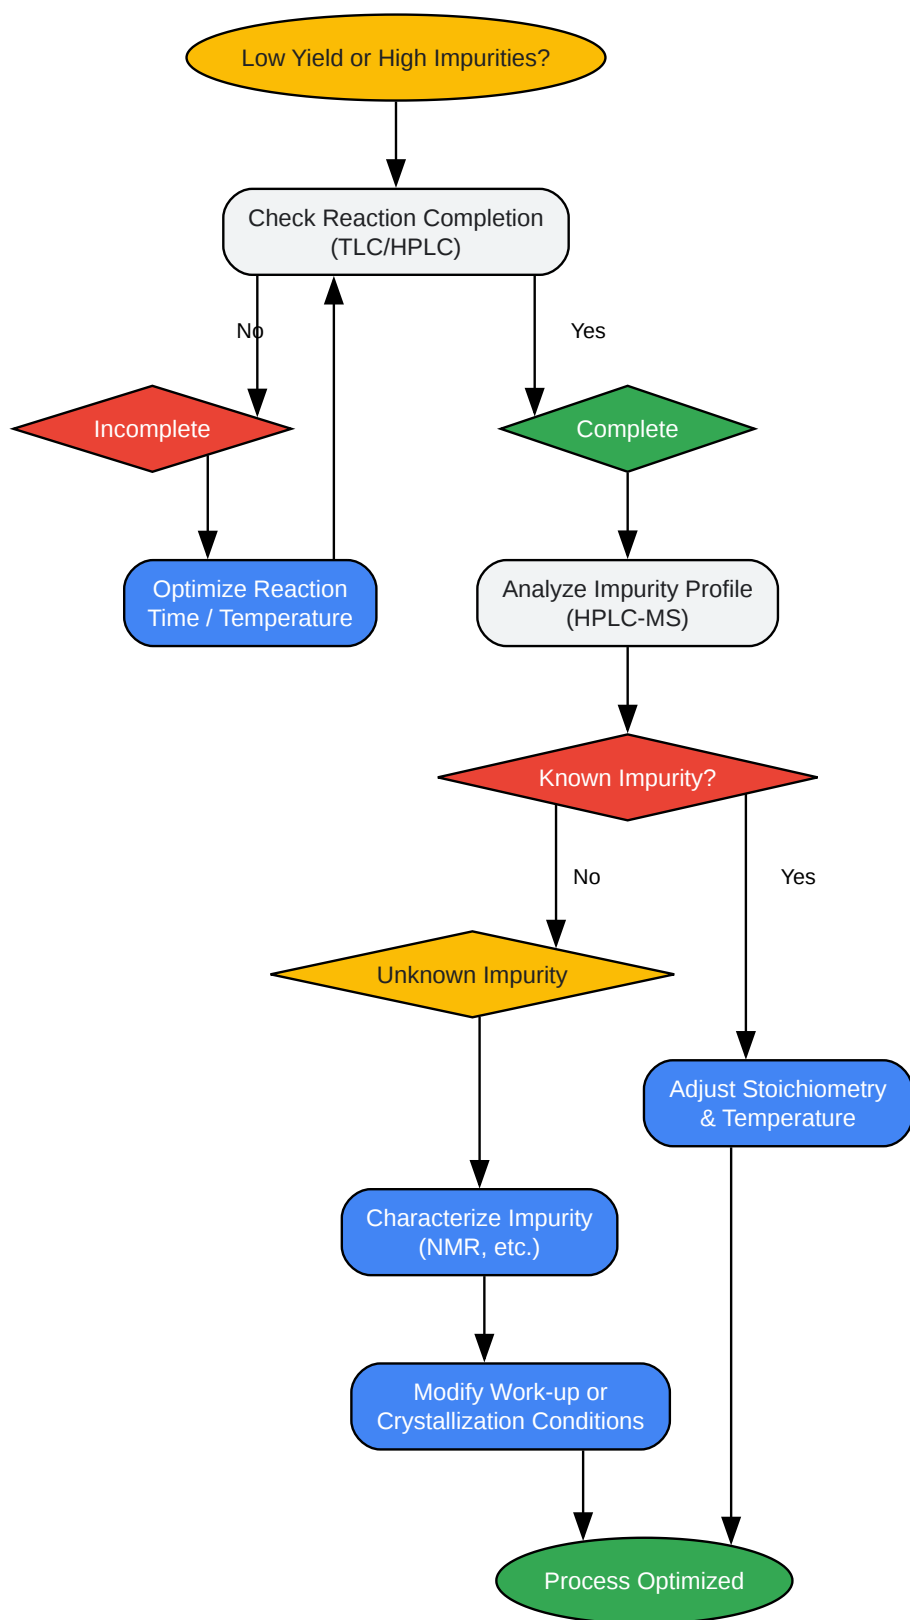 Low Yield or High Impurities?
Check Reaction Completion
(TLC/HPLC)
No
Yes
Incomplete
Complete
Optimize Reaction
Time / Temperature
Analyze Impurity Profile
(HPLC-MS)
Known Impurity?
No
Yes
Unknown Impurity
Adjust Stoichiometry
& Temperature
Characterize Impurity
(NMR, etc.)
Modify Work-up or
Crystallization Conditions
Process Optimized